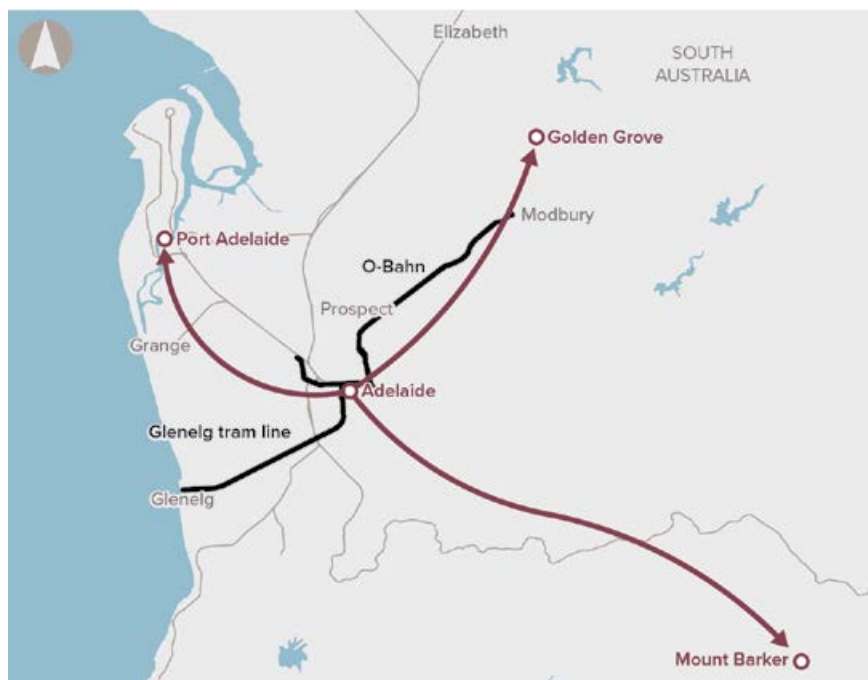 Elizabeth
SOUTH
AUSTRALIA
Golden Grove
Modbury
Port Adelaide
O-Bahn
Prospect
Grange
Adelaide
Glenelg tram line
Glenelg
Mount Barker